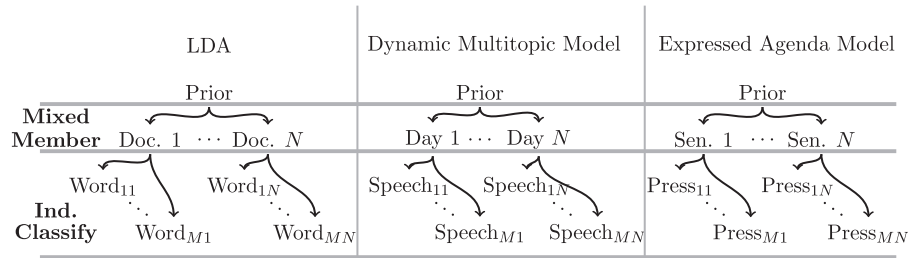 LDA Dynamic Multitopic Model Expressed Agenda Model
Prior Prior Prior
Mixed
Member Doc. 1 ... Doc. N Day 1 ... Day N Sen. 1 ... Sen. N
Word11 Word1N Speech11 Speech1N Press11 Press1N
Ind.
Classify WordM1 WordMN SpeechM1 SpeechMN PressM1 PressMN